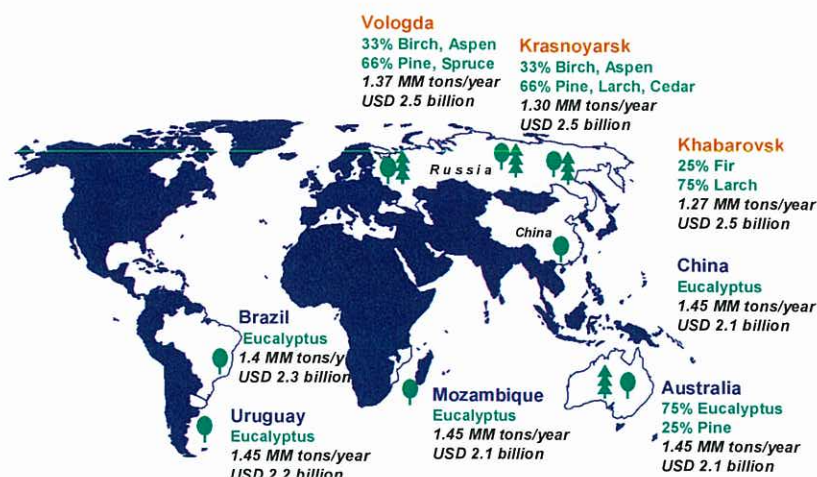 Vologda
33% Birch, Aspen
66% Pine, Spruce
1.37 MM tons/year
USD 2.5 billion
Krasnoyarsk
33% Birch, Aspen
66% Pine, Larch, Cedar
1.30 MM tons/year
USD 2.5 billion
Khabarovsk
25% Fir
75% Larch
1.27 MM tons/year
USD 2.5 billion
Russia
China
China
Eucalyptus
1.45 MM tons/year
USD 2.1 billion
Brazil
Eucalyptus
1.4 MM tons/y
USD 2.3 billion
Uruguay
Eucalyptus
1.45 MM tons/year
USD 2.2 billion
Mozambique
Eucalyptus
1.45 MM tons/year
USD 2.1 billion
Australia
75% Eucalyptus
25% Pine
1.45 MM tons/year
USD 2.1 billion